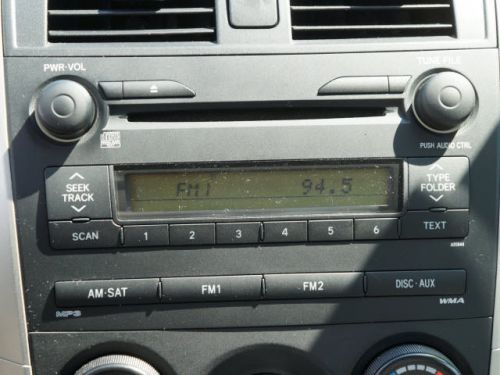 PWR·VOL
TUNE·FILE
PUSH AUDIO CTRL
SEEK
TRACK
FM1 94.5
TYPE
FOLDER
SCAN 1 2 3 4 5 6 TEXT
AM·SAT FM1 FM2 DISC·AUX
MP3 WMA